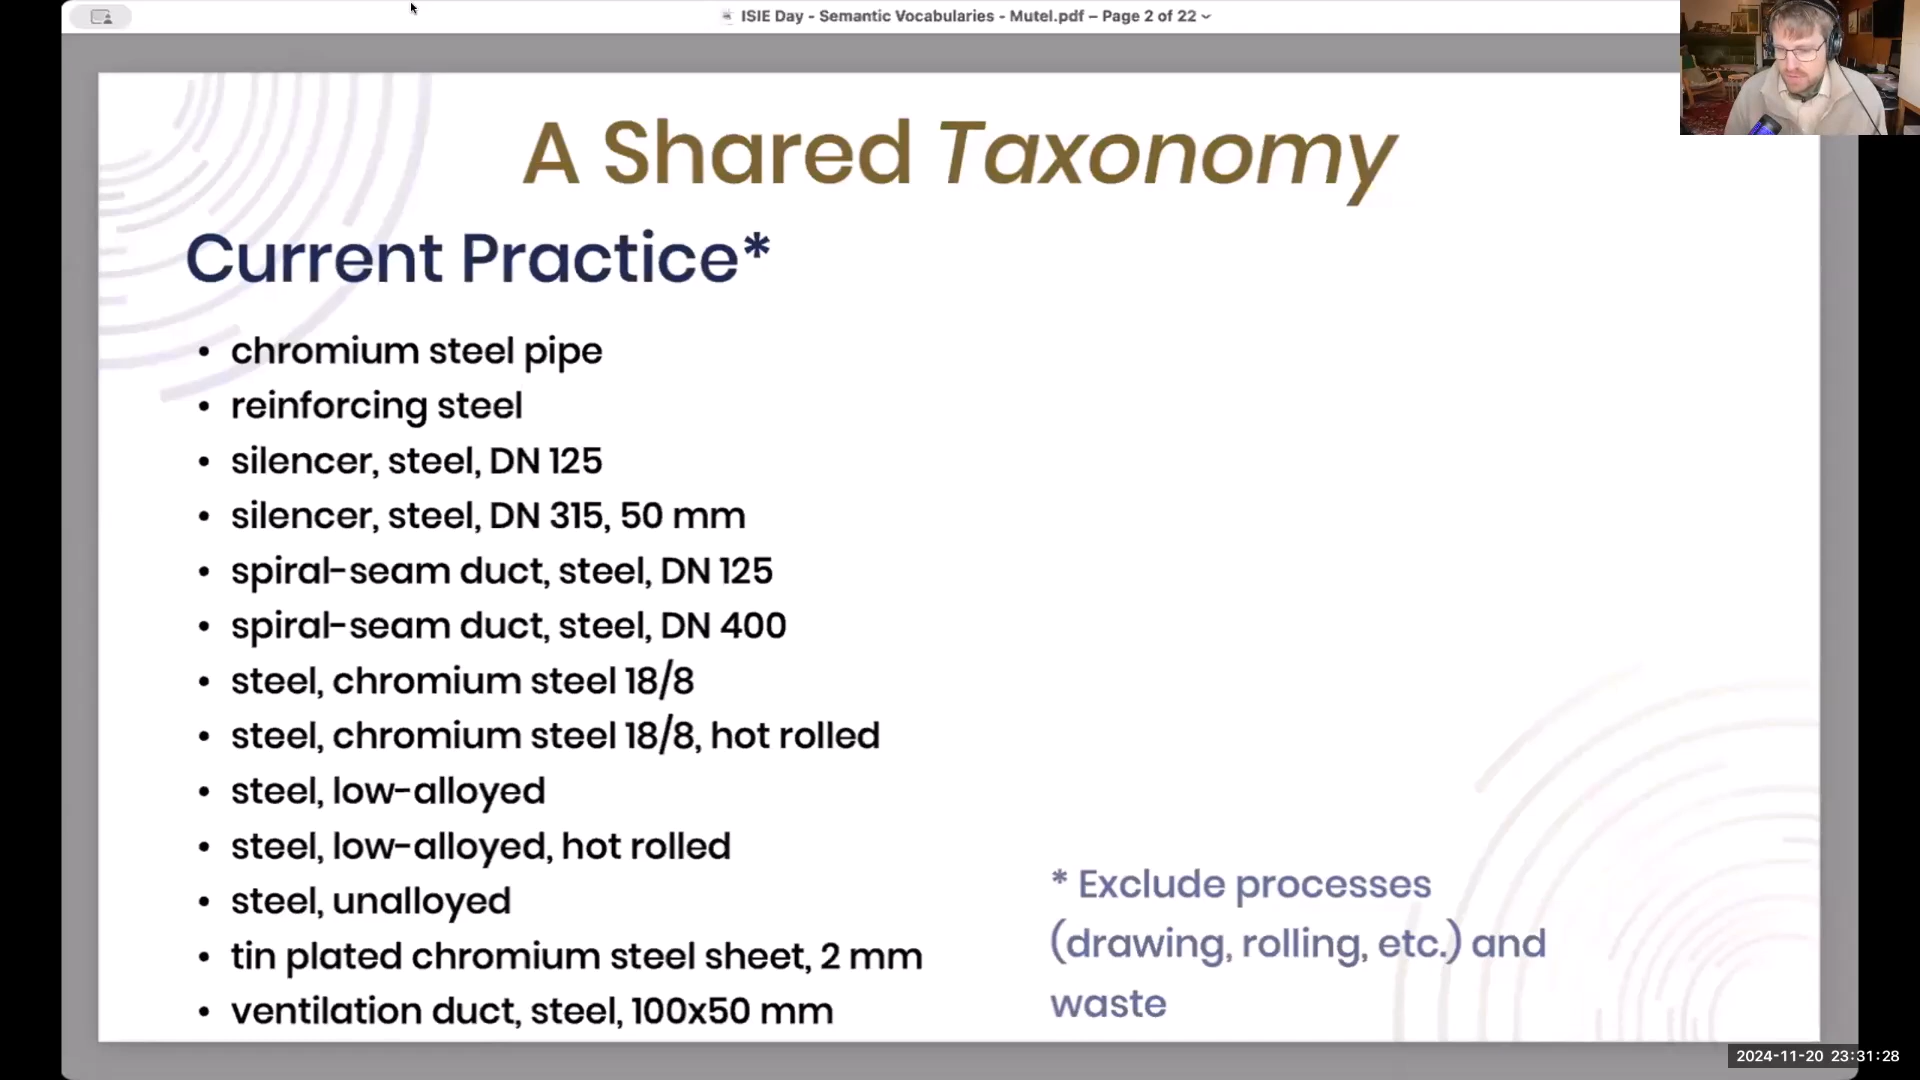 ISIE Day - Semantic Vocabularies - Mutel.pdf – Page 2 of 22
A Shared Taxonomy
Current Practice*
• chromium steel pipe
• reinforcing steel
• silencer, steel, DN 125
• silencer, steel, DN 315, 50 mm
• spiral-seam duct, steel, DN 125
• spiral-seam duct, steel, DN 400
• steel, chromium steel 18/8
• steel, chromium steel 18/8, hot rolled
• steel, low-alloyed
• steel, low-alloyed, hot rolled
• steel, unalloyed
• tin plated chromium steel sheet, 2 mm
• ventilation duct, steel, 100x50 mm
* Exclude processes
(drawing, rolling, etc.) and
waste
2024-11-20 23:31:28